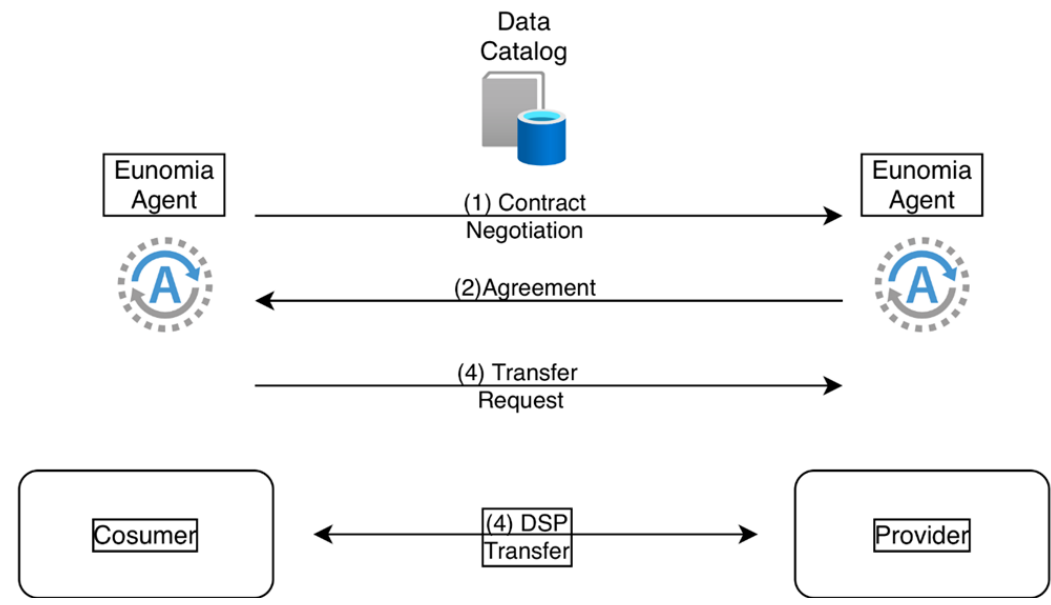 Data
Catalog
Eunomia
Agent
Eunomia
Agent
(1) Contract
Negotiation
A
A
(2)Agreement
(4) Transfer
Request
Cosumer
(4) DSP
Transfer
Provider